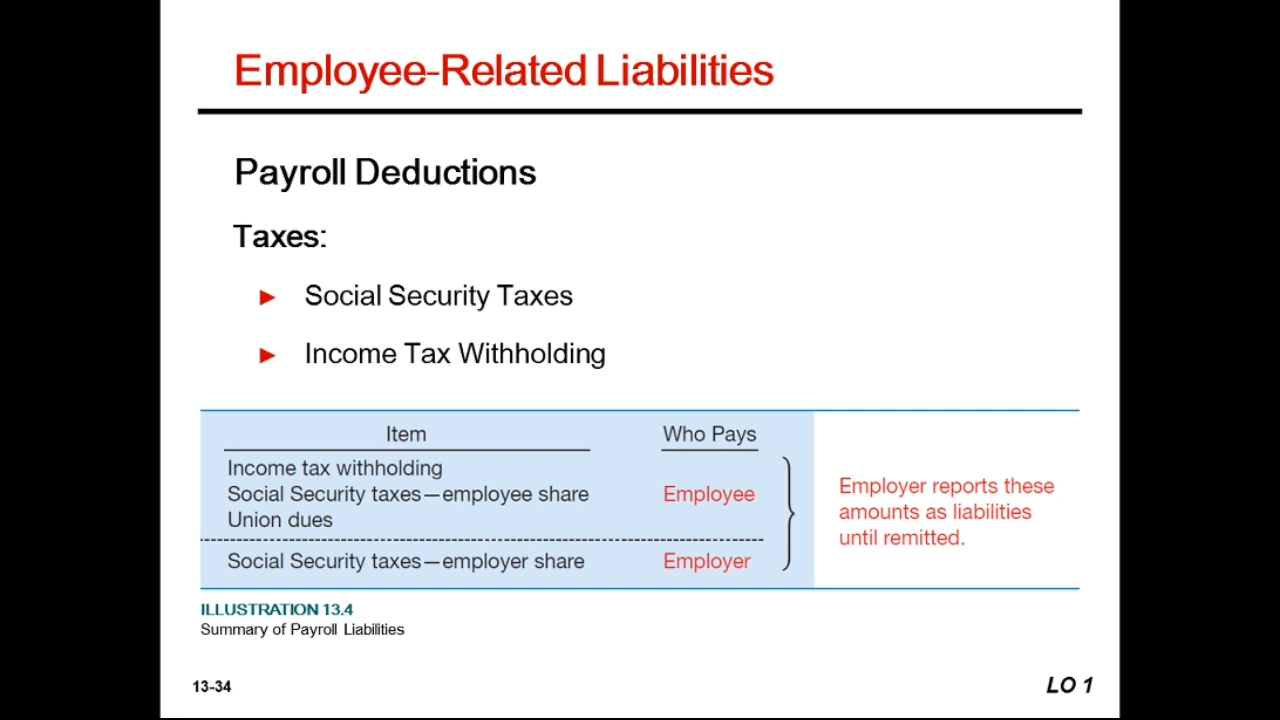 Employee-Related Liabilities
Payroll Deductions
Taxes:
► Social Security Taxes
► Income Tax Withholding
Item Who Pays
Income tax withholding
Social Security taxes—employee share Employee
Union dues
Social Security taxes—employer share Employer
Employer reports these
amounts as liabilities
until remitted.
ILLUSTRATION 13.4
Summary of Payroll Liabilities
13-34 LO 1